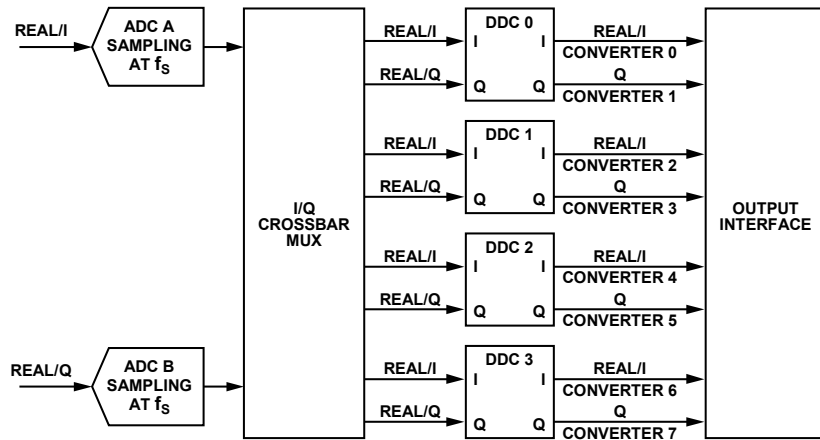 REAL/I
ADC A
SAMPLING
AT fS
REAL/Q
ADC B
SAMPLING
AT fS
I/Q
CROSSBAR
MUX
REAL/I
REAL/Q
DDC 0
I
I
Q
Q
REAL/I
CONVERTER 0
Q
CONVERTER 1
REAL/I
REAL/Q
DDC 1
I
I
Q
Q
REAL/I
CONVERTER 2
Q
CONVERTER 3
REAL/I
REAL/Q
DDC 2
I
I
Q
Q
REAL/I
CONVERTER 4
Q
CONVERTER 5
REAL/I
REAL/Q
DDC 3
I
I
Q
Q
REAL/I
CONVERTER 6
Q
CONVERTER 7
OUTPUT
INTERFACE